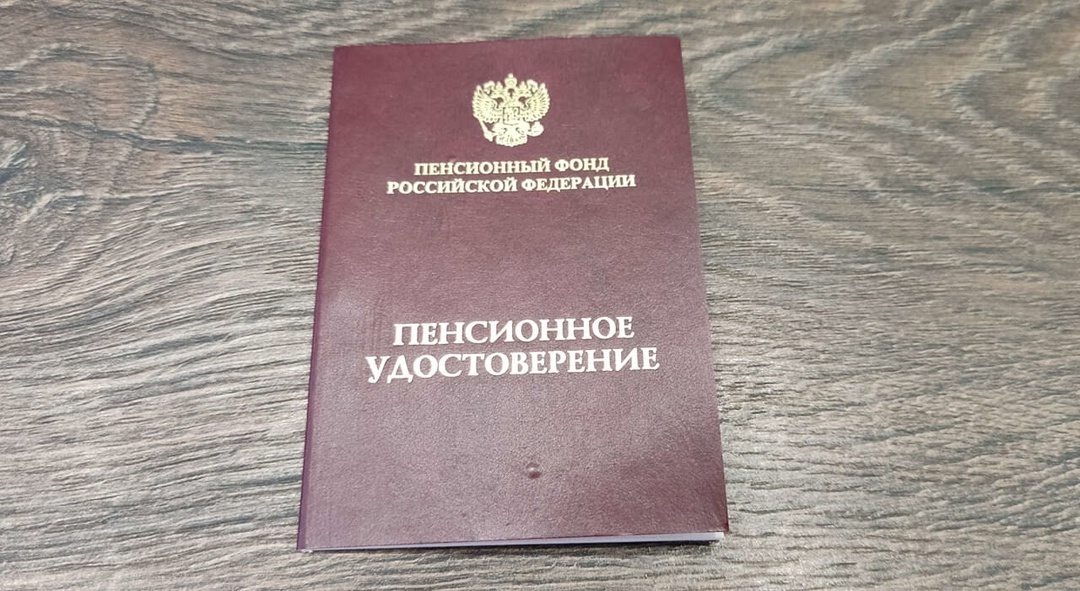 ПЕНСИОННЫЙ ФОНД
РОССИЙСКОЙ ФЕДЕРАЦИИ
ПЕНСИОННОЕ
УДОСТОВЕРЕНИЕ